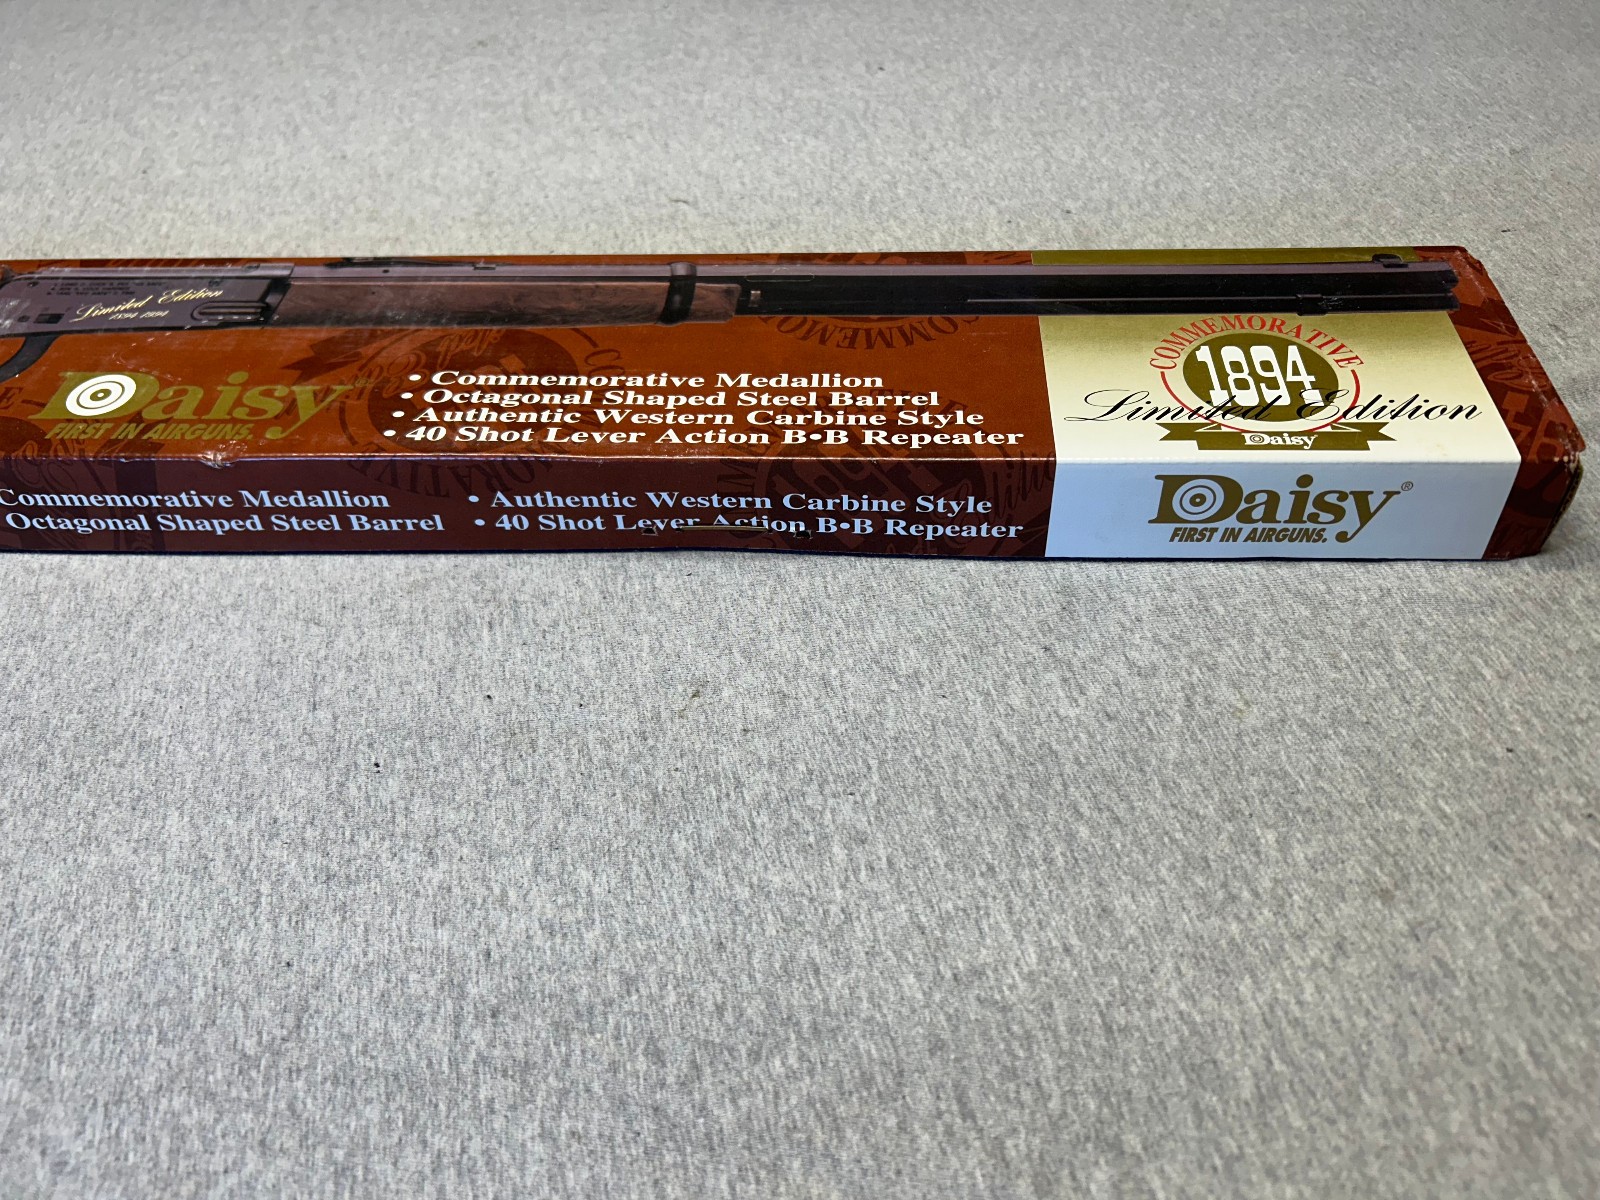 Limited Edition
1894-1994
Daisy
FIRST IN AIRGUNS.
• Commemorative Medallion
• Octagonal Shaped Steel Barrel
• Authentic Western Carbine Style
• 40 Shot Lever Action B•B Repeater
COMMEMORATIVE
1894
Limited Edition
Daisy
Commemorative Medallion
Octagonal Shaped Steel Barrel
• Authentic Western Carbine Style
• 40 Shot Lever Action B•B Repeater
Daisy®
FIRST IN AIRGUNS.